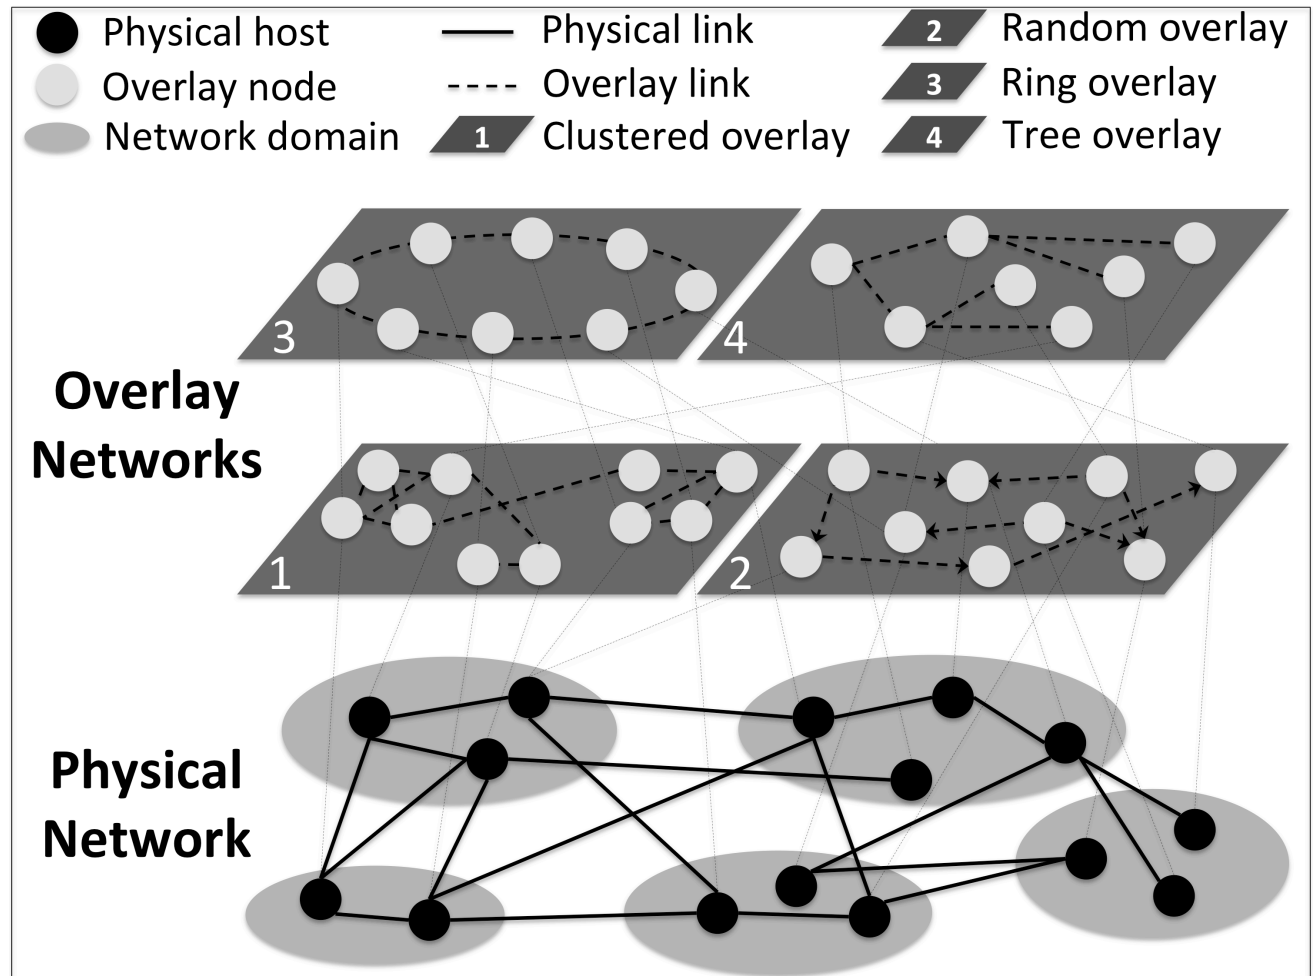 Physical host
Physical link
2 Random overlay
Overlay node
Overlay link
3 Ring overlay
Network domain
1 Clustered overlay
4 Tree overlay
3
4
Overlay
Networks
1
2
Physical
Network